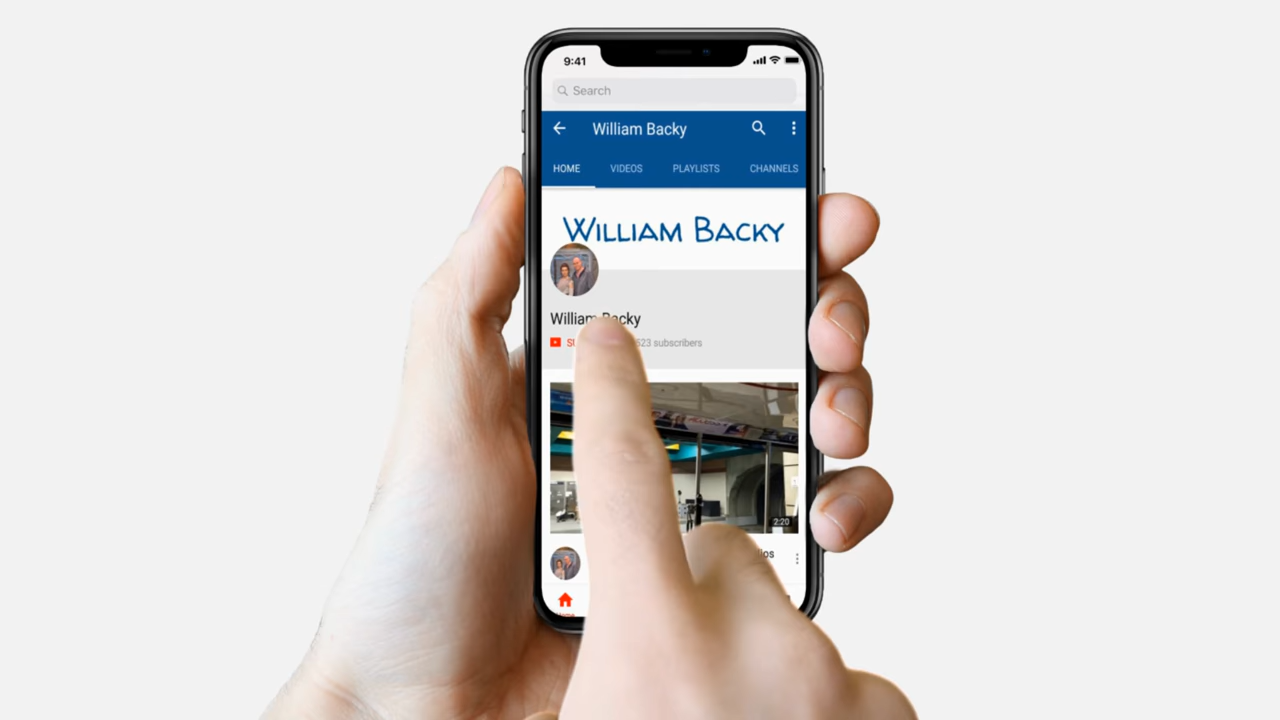 9:41
Search
William Backy
HOME VIDEOS PLAYLISTS CHANNELS
WILLIAM BACKY
William Backy
523 subscribers
2:20